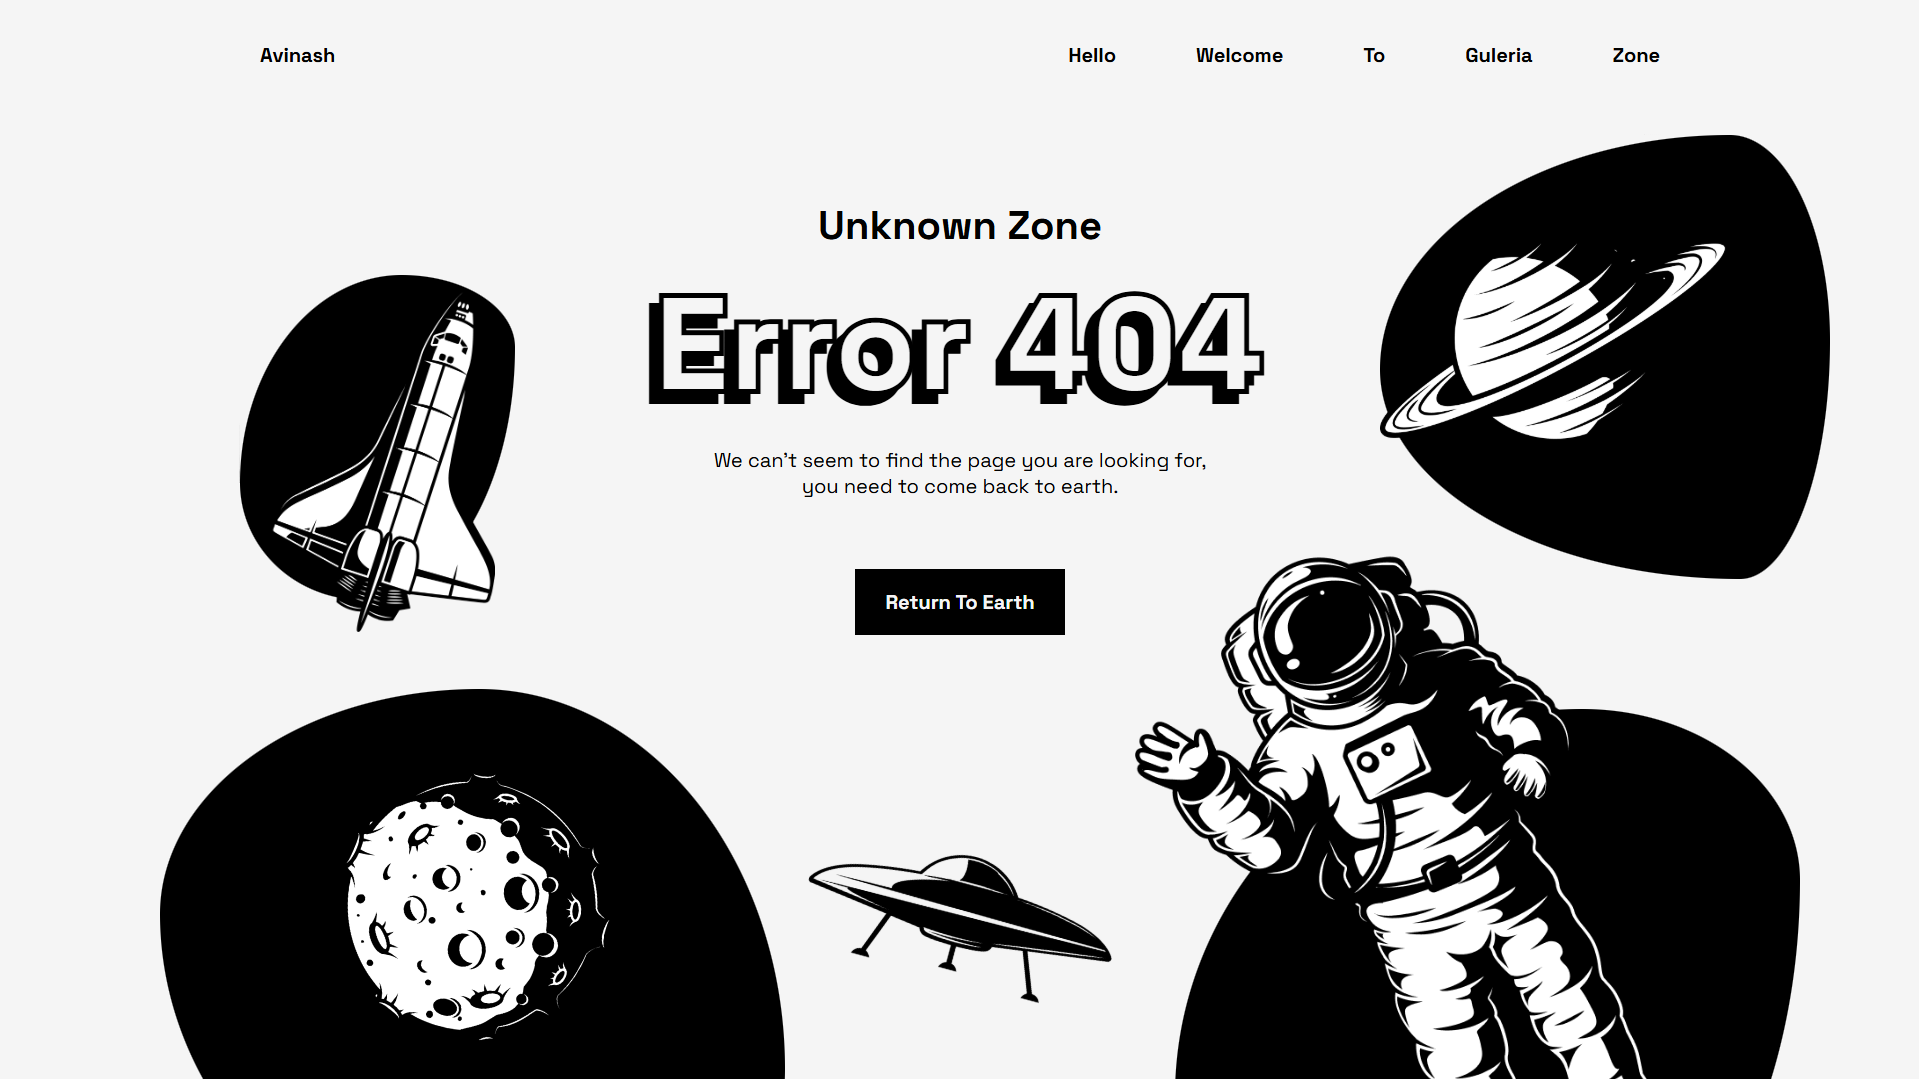 Avinash Hello Welcome To Guleria Zone
Unknown Zone
Error 404
We can't seem to find the page you are looking for,
you need to come back to earth.
Return To Earth